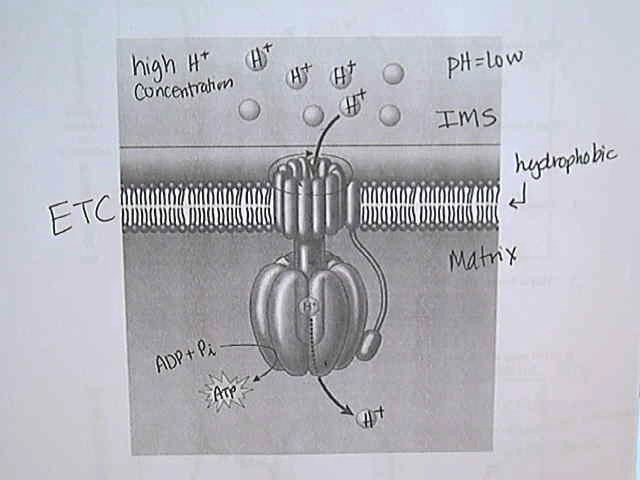 high H+
Concentration
H+
H+
H+
H+
pH=Low
IMS
hydrophobic
ETC
Matrix
H+
ADP+Pi
ATP
H+